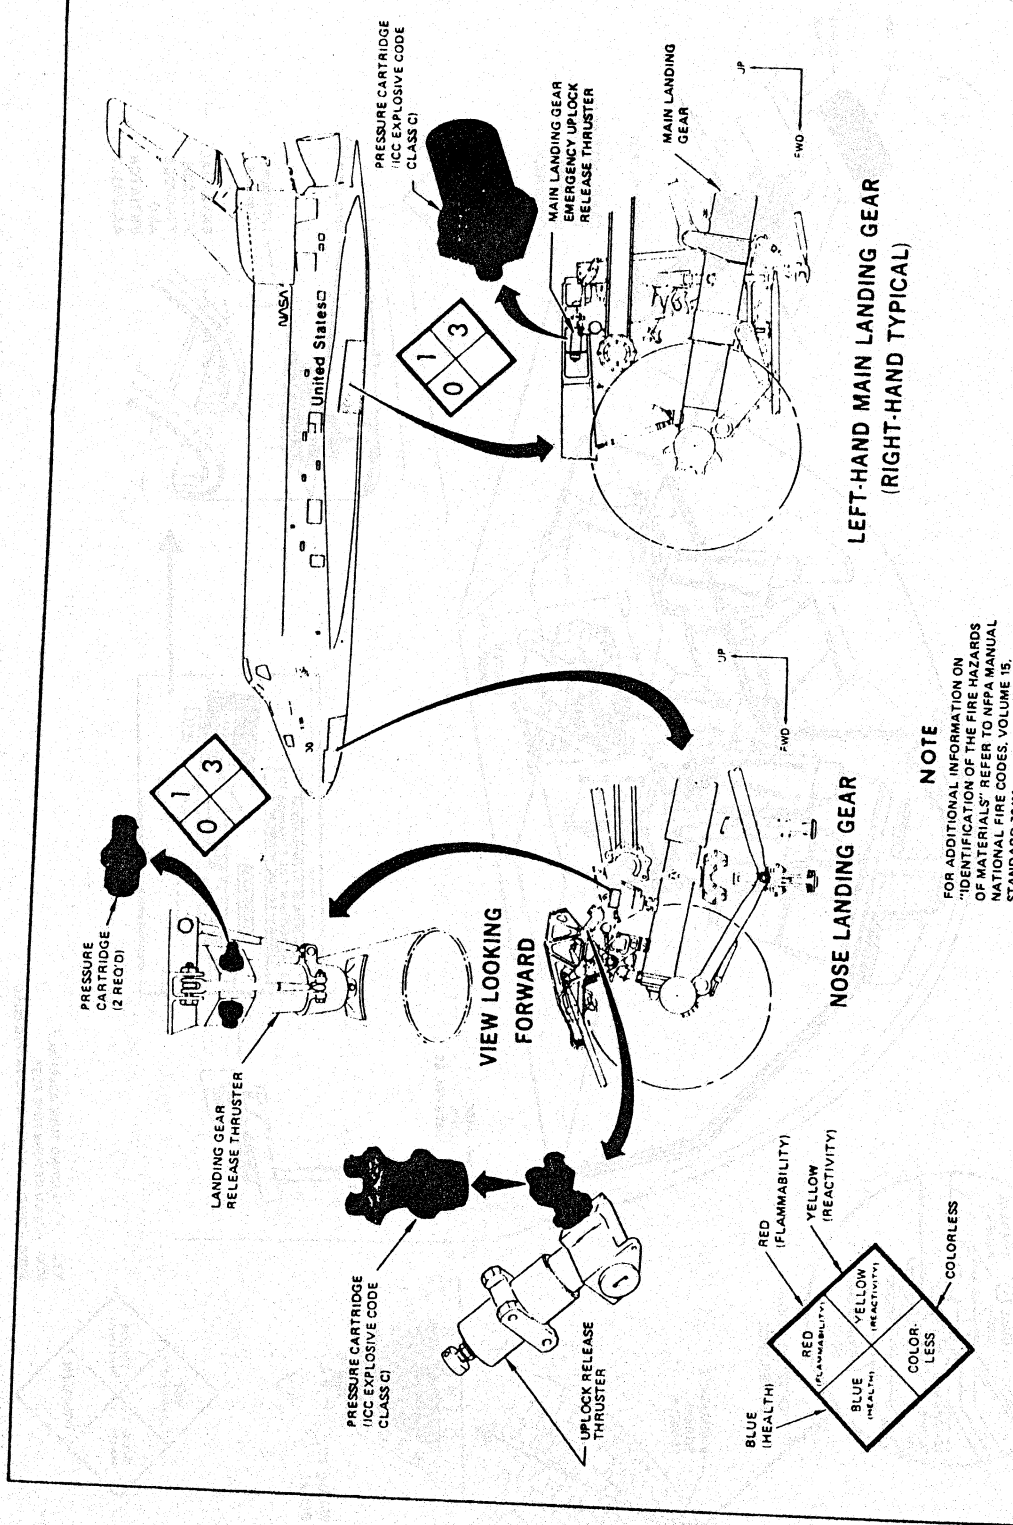 PRESSURE
CARTRIDGE
(2 REQ'D)
0
1
3
LANDING GEAR
RELEASE THRUSTER
VIEW LOOKING
FORWARD
PRESSURE CARTRIDGE
(ICC EXPLOSIVE CODE
CLASS C)
UPLOCK RELEASE
THRUSTER
NASA
United States
PRESSURE CARTRIDGE
(ICC EXPLOSIVE CODE
CLASS C)
0
1
3
MAIN LANDING GEAR
EMERGENCY UPLOCK
RELEASE THRUSTER
MAIN LANDING
GEAR
UP
FWD
LEFT-HAND MAIN LANDING GEAR
(RIGHT-HAND TYPICAL)
UP
FWD
NOSE LANDING GEAR
BLUE
(HEALTH)
RED
(FLAMMABILITY)
YELLOW
(REACTIVITY)
COLORLESS
RED
(FLAMMABILITY)
YELLOW
(REACTIVITY)
BLUE
(HEALTH)
COLOR-
LESS
NOTE
FOR ADDITIONAL INFORMATION ON
"IDENTIFICATION OF THE FIRE HAZARDS
OF MATERIALS" REFER TO NFPA MANUAL
NATIONAL FIRE CODES, VOLUME 15,